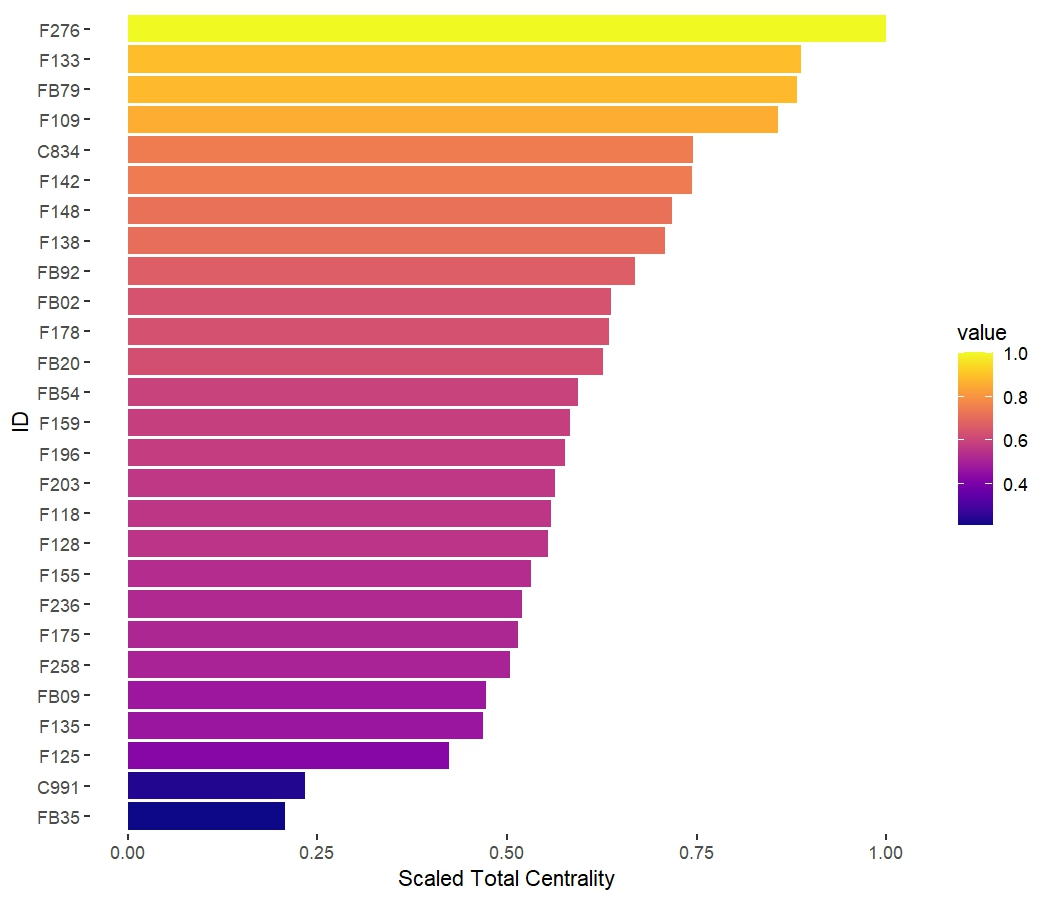 F276
F133
FB79
F109
C834
F142
F148
F138
FB92
FB02
F178
FB20
FB54
F159
F196
F203
F118
F128
F155
F236
F175
F258
FB09
F135
F125
C991
FB35
ID
0.00 0.25 0.50 0.75 1.00
Scaled Total Centrality
value
1.0
0.8
0.6
0.4